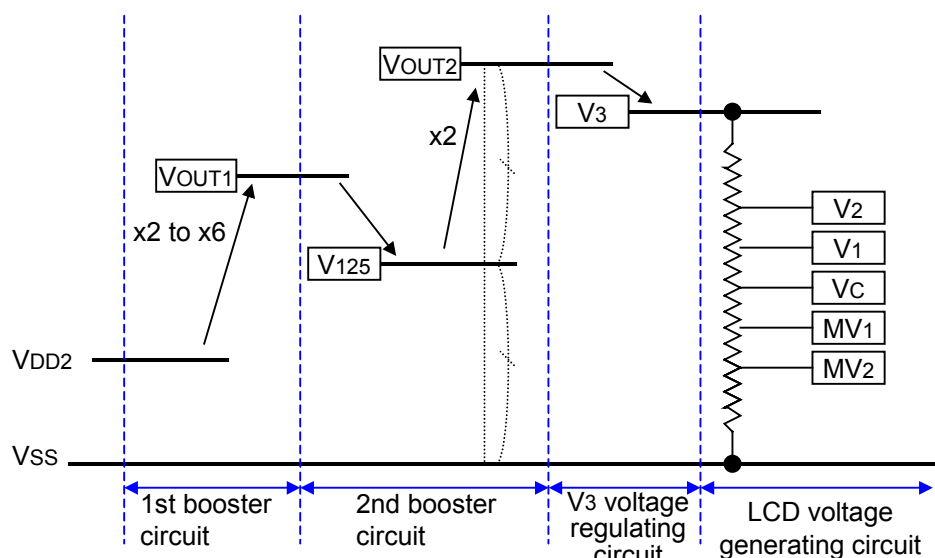 VOUT2
V3
x2
VOUT1
x2 to x6
V125
V2
V1
VC
MV1
MV2
VDD2
VSS
1st booster
circuit
2nd booster
circuit
V3 voltage
regulating
circuit
LCD voltage
generating circuit